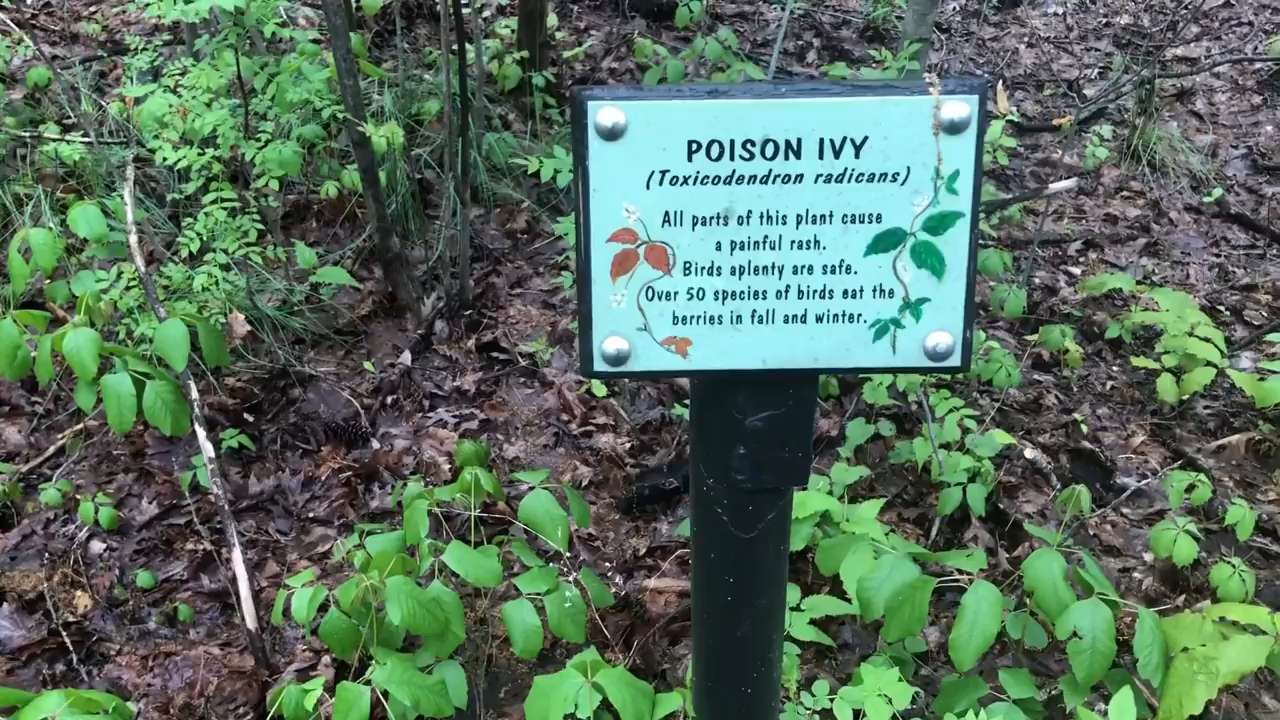 POISON IVY
(Toxicodendron radicans)
All parts of this plant cause
a painful rash.
Birds aplenty are safe.
Over 50 species of birds eat the
berries in fall and winter.